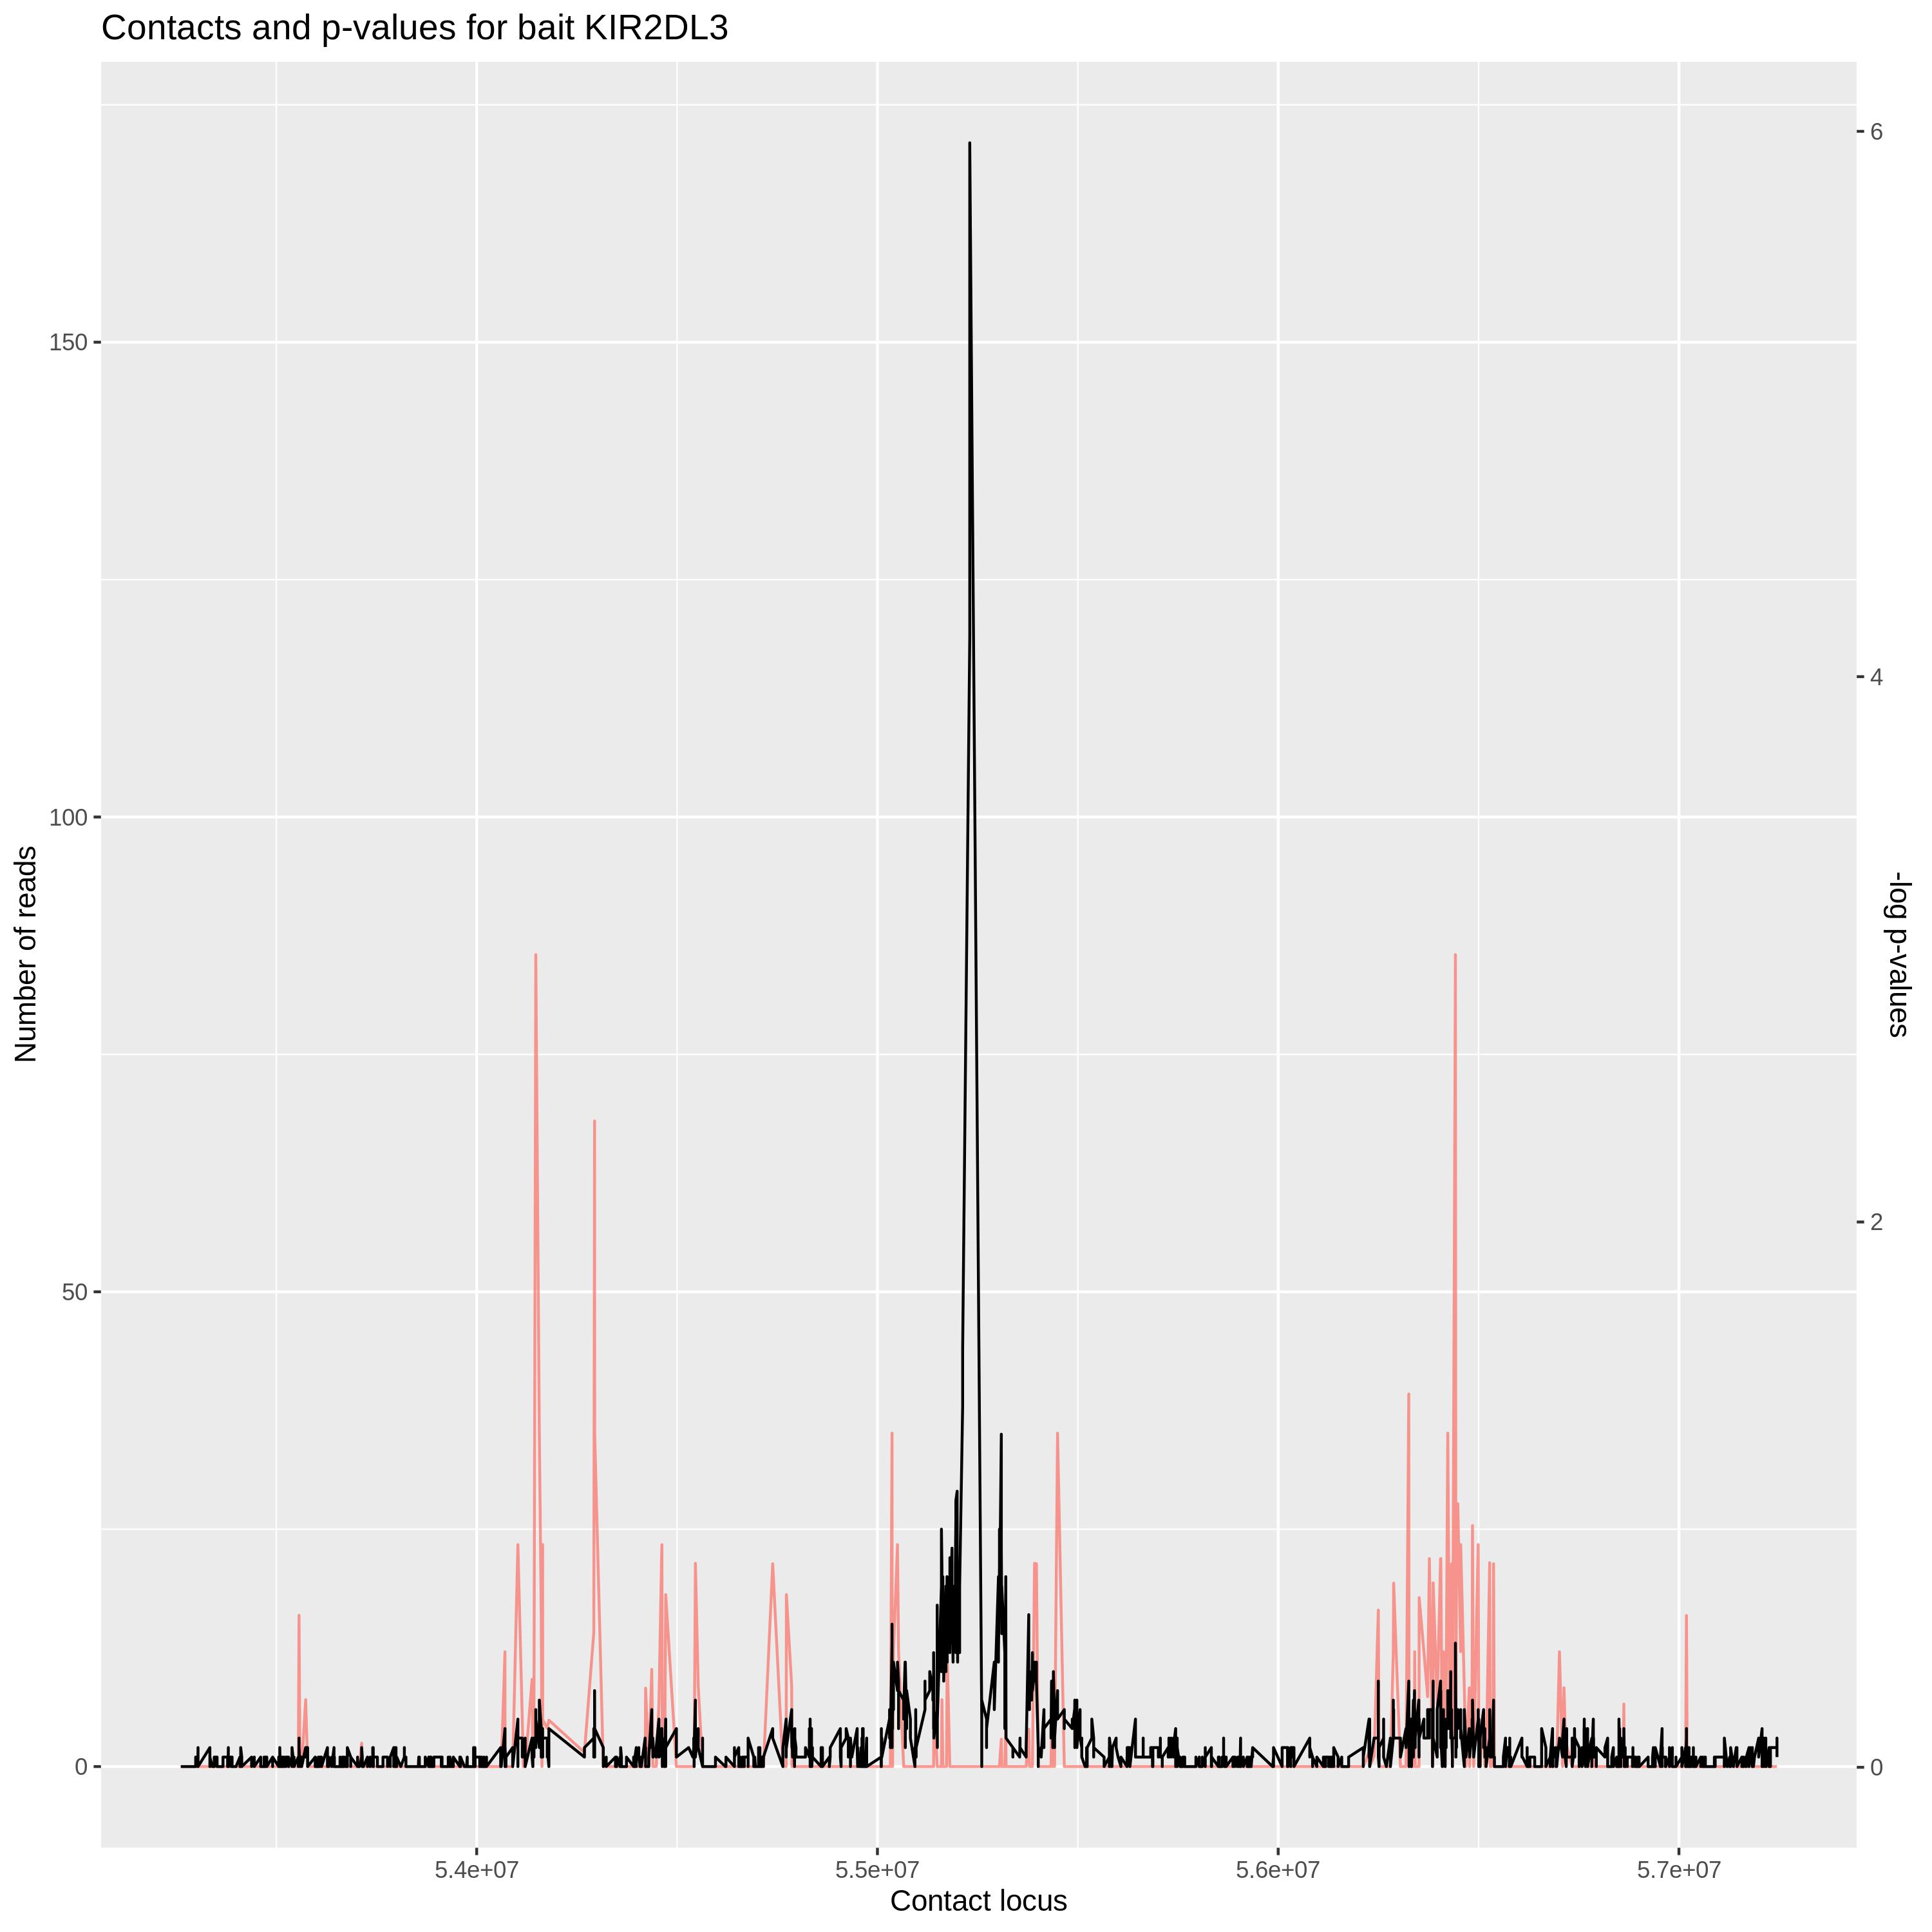 Contacts and p-values for bait KIR2DL3
Number of reads
150
100
50
0
6
4
2
0
-log p-values
5.4e+07 5.5e+07 5.6e+07 5.7e+07
Contact locus